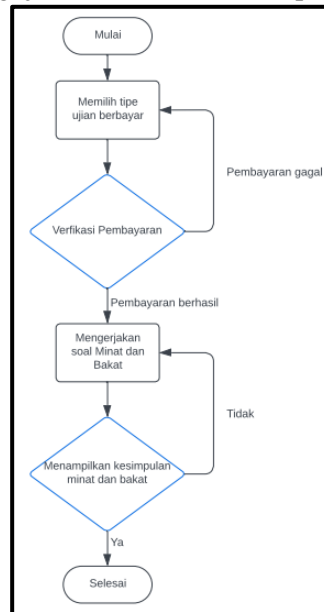 Mulai
Memilih tipe
ujian berbayar
Pembayaran gagal
Verfikasi Pembayaran
Pembayaran berhasil
Mengerjakan
soal Minat dan
Bakat
Tidak
Menampilkan kesimpulan
minat dan bakat
Ya
Selesai